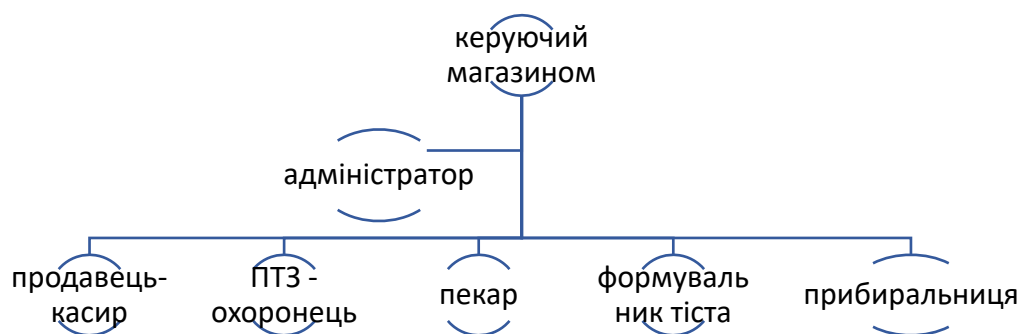 керуючий
магазином
адміністратор
продавець-
касир
ПТЗ -
охоронець
пекар
формуваль
ник тіста
прибиральниця